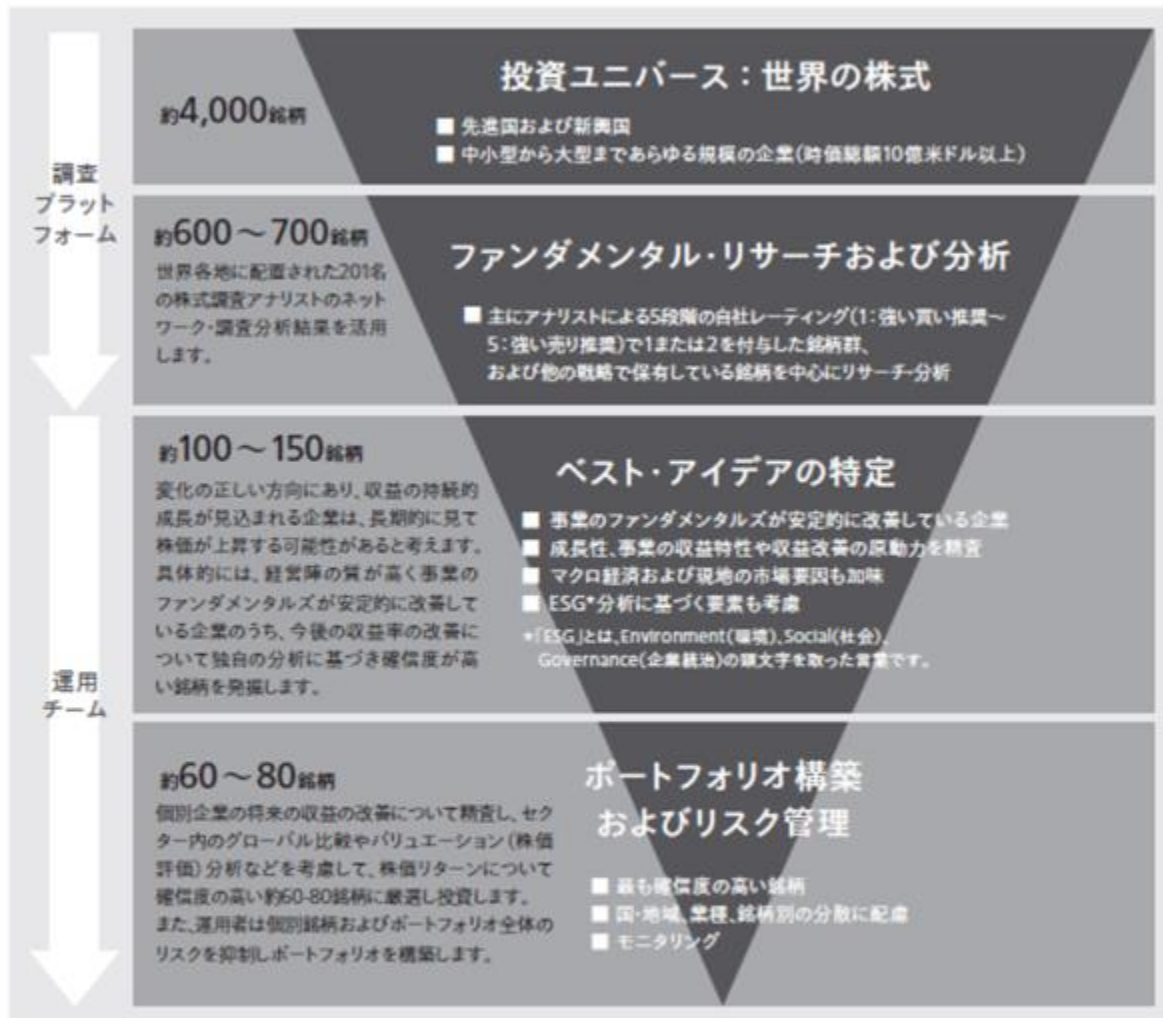 調査
プラット
フォーム
約4,000銘柄
投資ユニバース：世界の株式
■ 先進国および新興国
■ 中小型から大型まであらゆる規模の企業(時価総額10億米ドル以上)
約600～700銘柄
世界各地に配置された201名
の株式調査アナリストのネット
ワーク・調査分析結果を活用
します。
ファンダメンタル・リサーチおよび分析
■ 主にアナリストによる5段階の自社レーティング(1：強い買い推奨～
5：強い売り推奨)で1または2を付与した銘柄群、
および他の戦略で保有している銘柄を中心にリサーチ・分析
運用
チーム
約100～150銘柄
変化の正しい方向にあり、収益の持続的
成長が見込まれる企業は、長期的に見て
株価が上昇する可能性があると考えます。
具体的には、経営陣の質が高く事業の
ファンダメンタルズが安定的に改善して
いる企業のうち、今後の収益率の改善に
ついて独自の分析に基づき確信度が高
い銘柄を発掘します。
ベスト・アイデアの特定
■ 事業のファンダメンタルズが安定的に改善している企業
■ 成長性、事業の収益特性や収益改善の原動力を精査
■ マクロ経済および現地の市場要因も加味
■ ESG*分析に基づく要素も考慮
*「ESG」とは、Environment(環境)、Social(社会)、
Governance(企業統治)の頭文字を取った言葉です。
約60～80銘柄
個別企業の将来の収益の改善について精査し、セク
ター内のグローバル比較やバリュエーション(株価
評価)分析などを考慮して、株価リターンについて
確信度の高い約60-80銘柄に厳選し投資します。
また、運用者は個別銘柄およびポートフォリオ全体の
リスクを抑制しポートフォリオを構築します。
ポートフォリオ構築
およびリスク管理
■ 最も確信度の高い銘柄
■ 国・地域、業種、銘柄別の分散に配慮
■ モニタリング